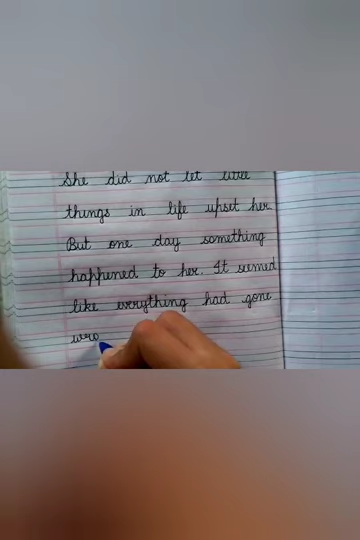 She did not let little
things in life upset her.
But one day something
happened to her. It seemed
like everything had gone
wro